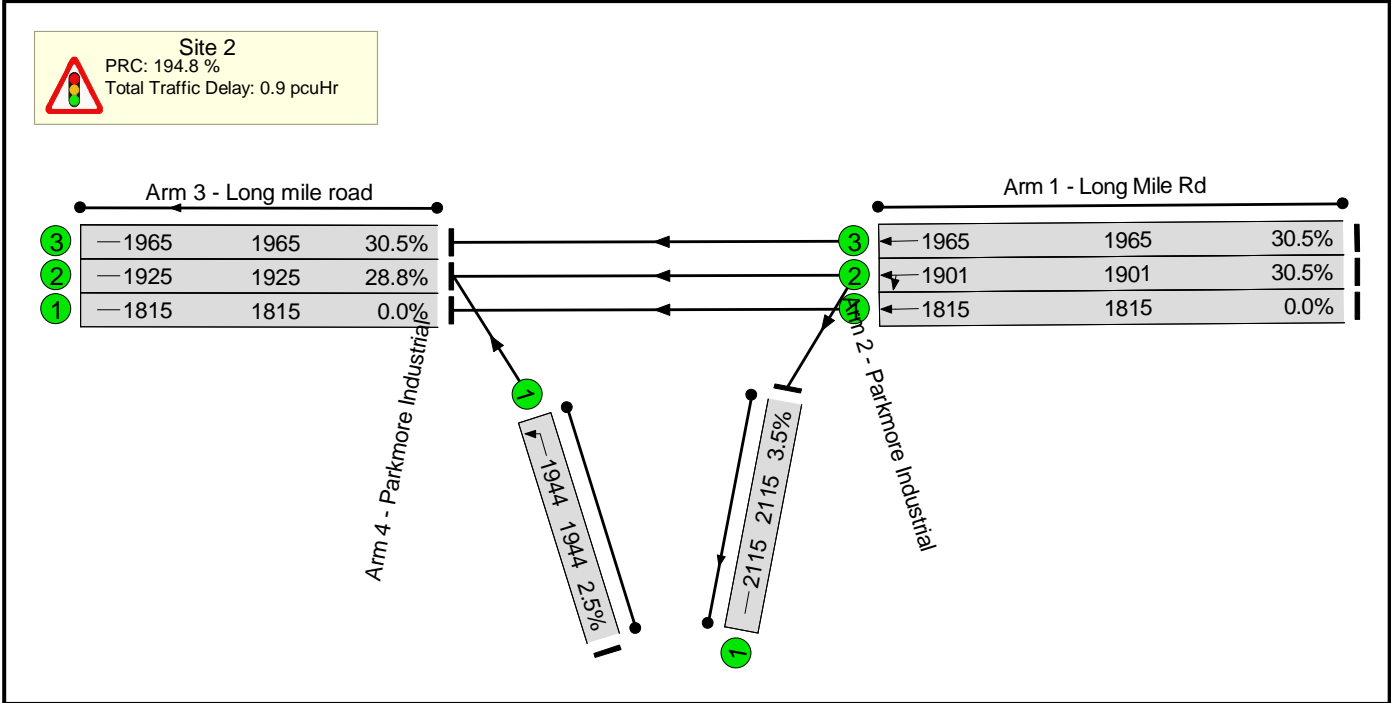 Site 2
PRC: 194.8 %
Total Traffic Delay: 0.9 pcuHr
Arm 3 - Long mile road
3 1965 1965 30.5%
2 1925 1925 28.8%
1 1815 1815 0.0%
Arm 1 - Long Mile Rd
3 1965 1965 30.5%
2 1901 1901 30.5%
1 1815 1815 0.0%
Arm 4 - Parkmore Industrial
1
1944 1944 2.5%
Arm 2 - Parkmore Industrial
2115 2115 3.5%
1